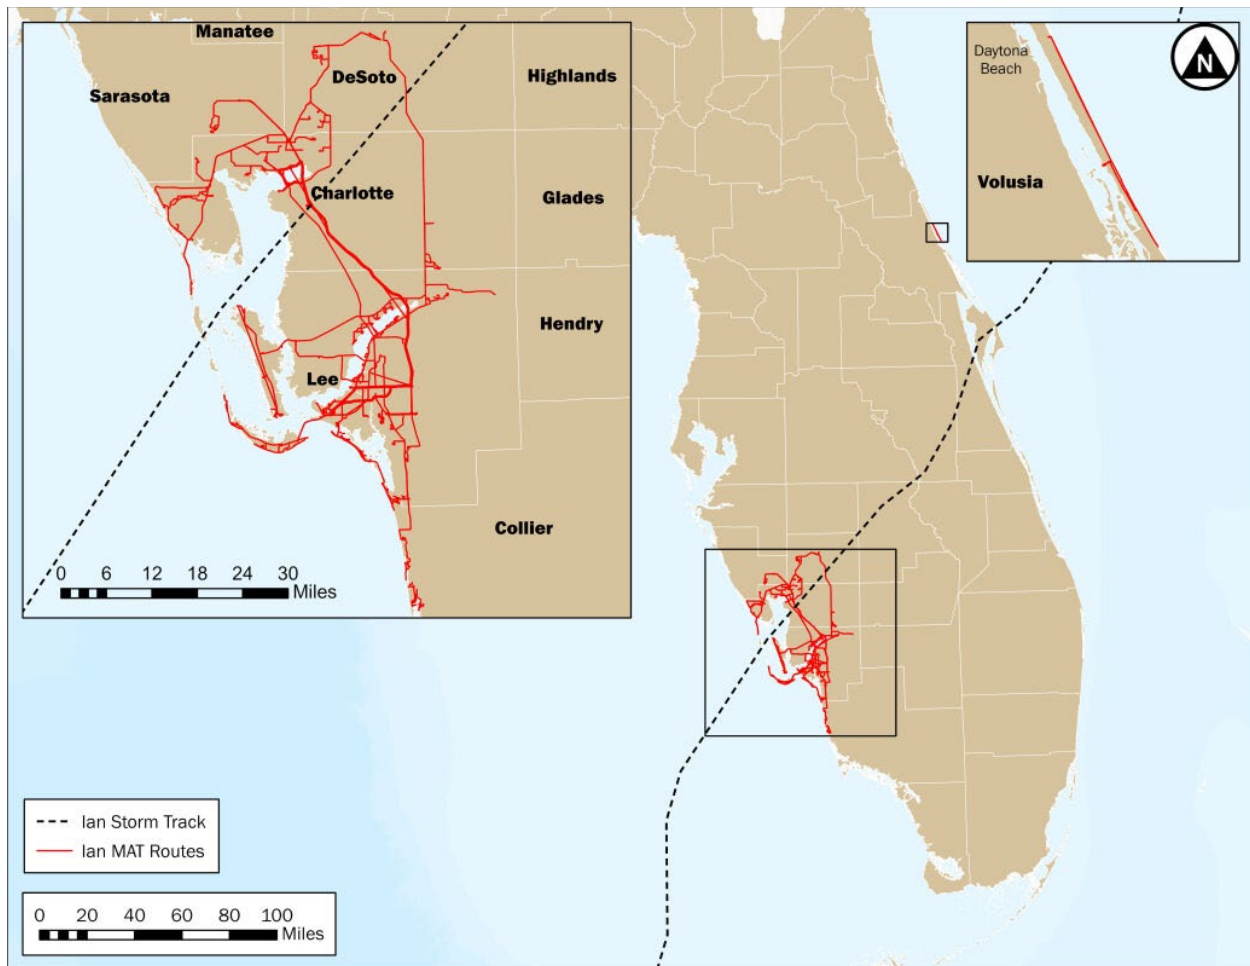 Manatee
DeSoto
Highlands
Sarasota
Charlotte
Glades
Hendry
Lee
Collier
0 6 12 18 24 30
Miles
Daytona
Beach
N
Volusia
Ian Storm Track
Ian MAT Routes
0 20 40 60 80 100
Miles